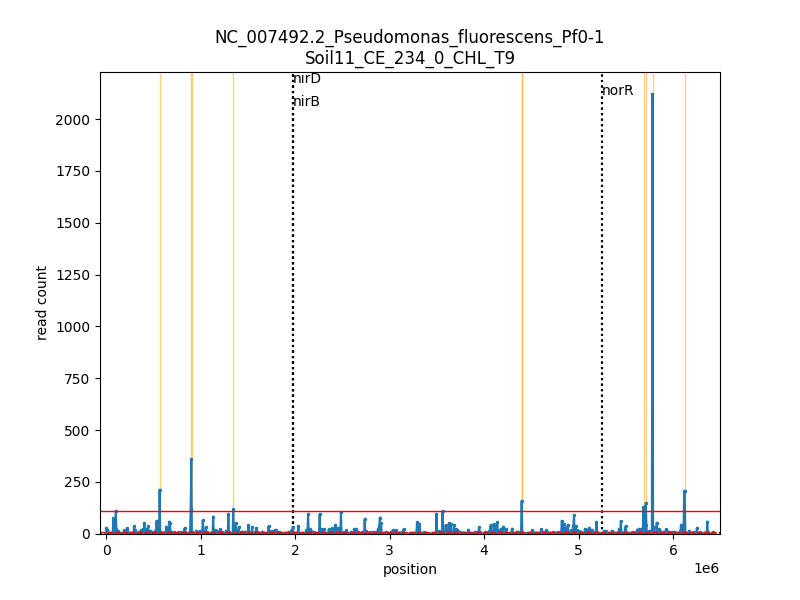 NC_007492.2_Pseudomonas_fluorescens_Pf0-1
Soil11_CE_234_0_CHL_T9
nirD
nirB
norR
read count
2000
1750
1500
1250
1000
750
500
250
0
0 1 2 3 4 5 6
1e6
position